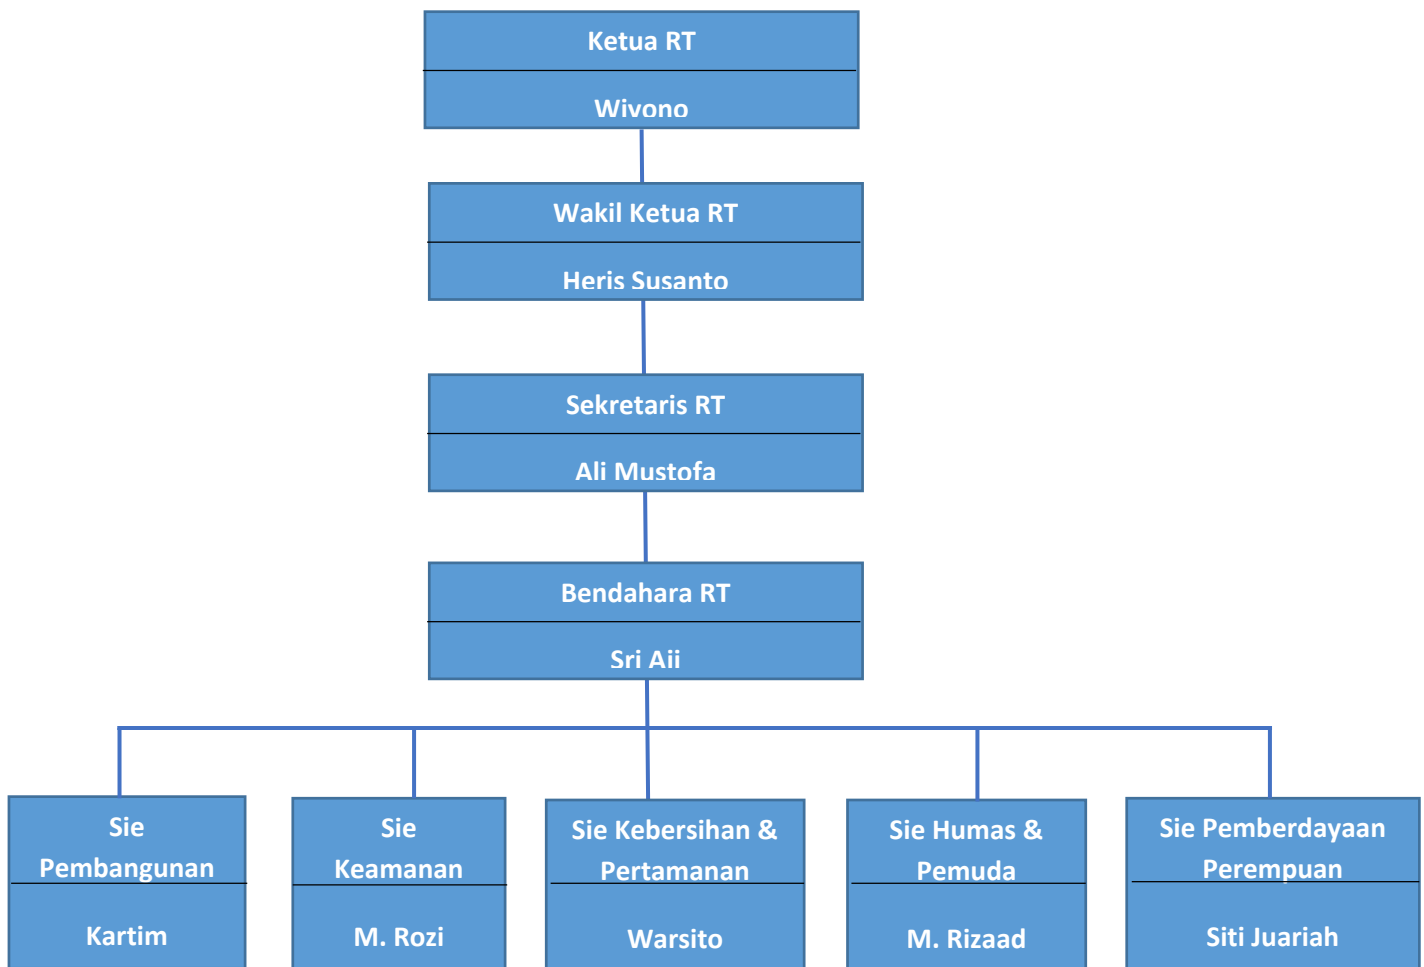 Ketua RT
Wiyono
Wakil Ketua RT
Heris Susanto
Sekretaris RT
Ali Mustofa
Bendahara RT
Sri Aji
Sie
Pembangunan
Kartim
Sie
Keamanan
M. Rozi
Sie Kebersihan &
Pertamanan
Warsito
Sie Humas &
Pemuda
M. Rizaad
Sie Pemberdayaan
Perempuan
Siti Juariah